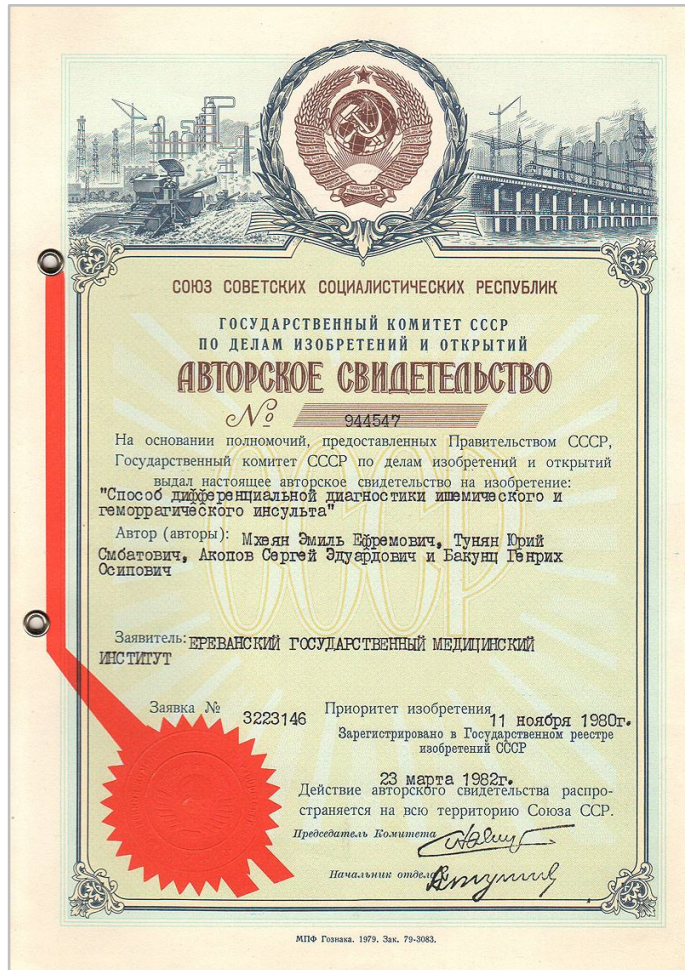 СОЮЗ СОВЕТСКИХ СОЦИАЛИСТИЧЕСКИХ РЕСПУБЛИК
ГОСУДАРСТВЕННЫЙ КОМИТЕТ СССР
ПО ДЕЛАМ ИЗОБРЕТЕНИЙ И ОТКРЫТИЙ
АВТОРСКОЕ СВИДЕТЕЛЬСТВО
№ 944547
На основании полномочий, предоставленных Правительством СССР,
Государственный комитет СССР по делам изобретений и открытий
выдал настоящее авторское свидетельство на изобретение:
"Способ дифференциальной диагностики ишемического и
геморрагического инсульта"
Автор (авторы): Мхеян Эмиль Ефремович, Тунян Юрий
Смбатович, Акопов Сергей Эдуардович и Бакунц Генрих
Осипович
СССР
Заявитель: ЕРЕВАНСКИЙ ГОСУДАРСТВЕННЫЙ МЕДИЦИНСКИЙ
ИНСТИТУТ
Заявка № 3223146 Приоритет изобретения 11 ноября 1980г.
Зарегистрировано в Государственном реестре
изобретений СССР
23 марта 1982г.
Действие авторского свидетельства распро-
страняется на всю территорию Союза ССР.
Председатель Комитета
Начальник отдела
МПФ Гознака. 1979. Зак. 79-3083.